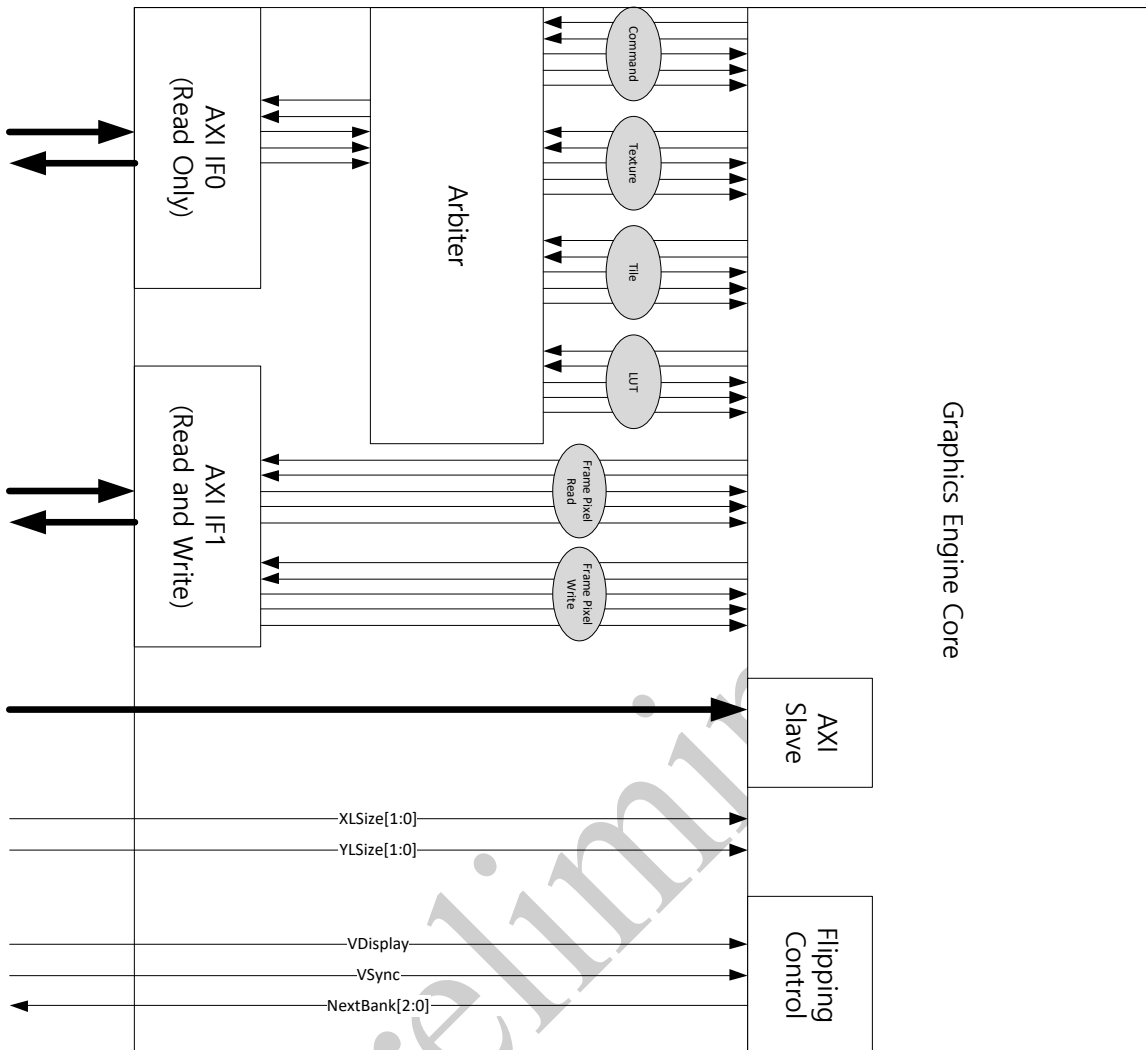 Command
Texture
Tile
LUT
Frame Pixel
Read
Frame Pixel
Write
AXI IF0
(Read Only)
Arbiter
AXI IF1
(Read and Write)
Graphics Engine Core
AXI
Slave
XLSize[1:0]
YLSize[1:0]
VDisplay
VSync
NextBank[2:0]
Flipping
Control
elimin